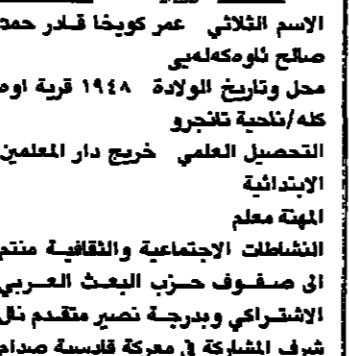 الاسم الثلاثي عمر كويخا قادر حمد
صالح ئاومكهلهيي
محل وتاريخ الولادة ١٩٤٨ قرية اوم
كله/ناحية تانجرو
التحصيل العلمي خريج دار المعلمين
الابتدائية
المهنة معلم
النشاطات الاجتماعية والثقافية منتم
الى صفوف حزب البعث العربي
الاشتراكي وبدرجة نصير متقدم نال
شرف المشاركة في معركة قادسية صدام